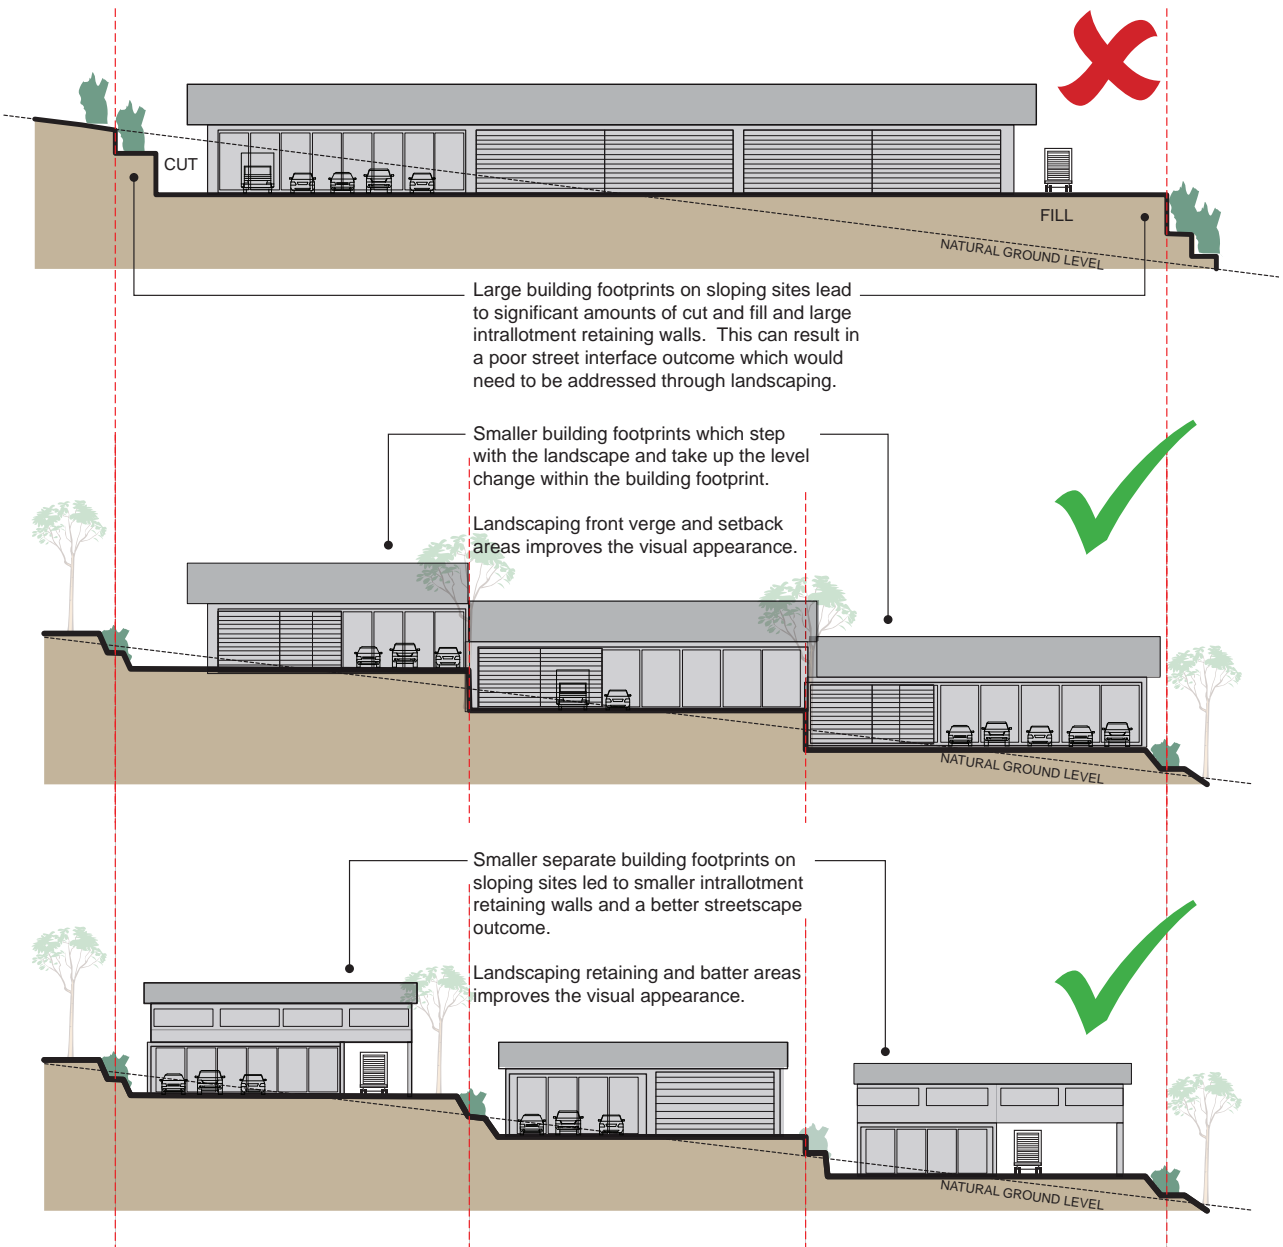 CUT
FILL
NATURAL GROUND LEVEL
Large building footprints on sloping sites lead
to significant amounts of cut and fill and large
intrallotment retaining walls.  This can result in
a poor street interface outcome which would
need to be addressed through landscaping.
Smaller building footprints which step
with the landscape and take up the level
change within the building footprint.
Landscaping front verge and setback
areas improves the visual appearance.
NATURAL GROUND LEVEL
Smaller separate building footprints on
sloping sites led to smaller intrallotment
retaining walls and a better streetscape
outcome.
Landscaping retaining and batter areas
improves the visual appearance.
NATURAL GROUND LEVEL